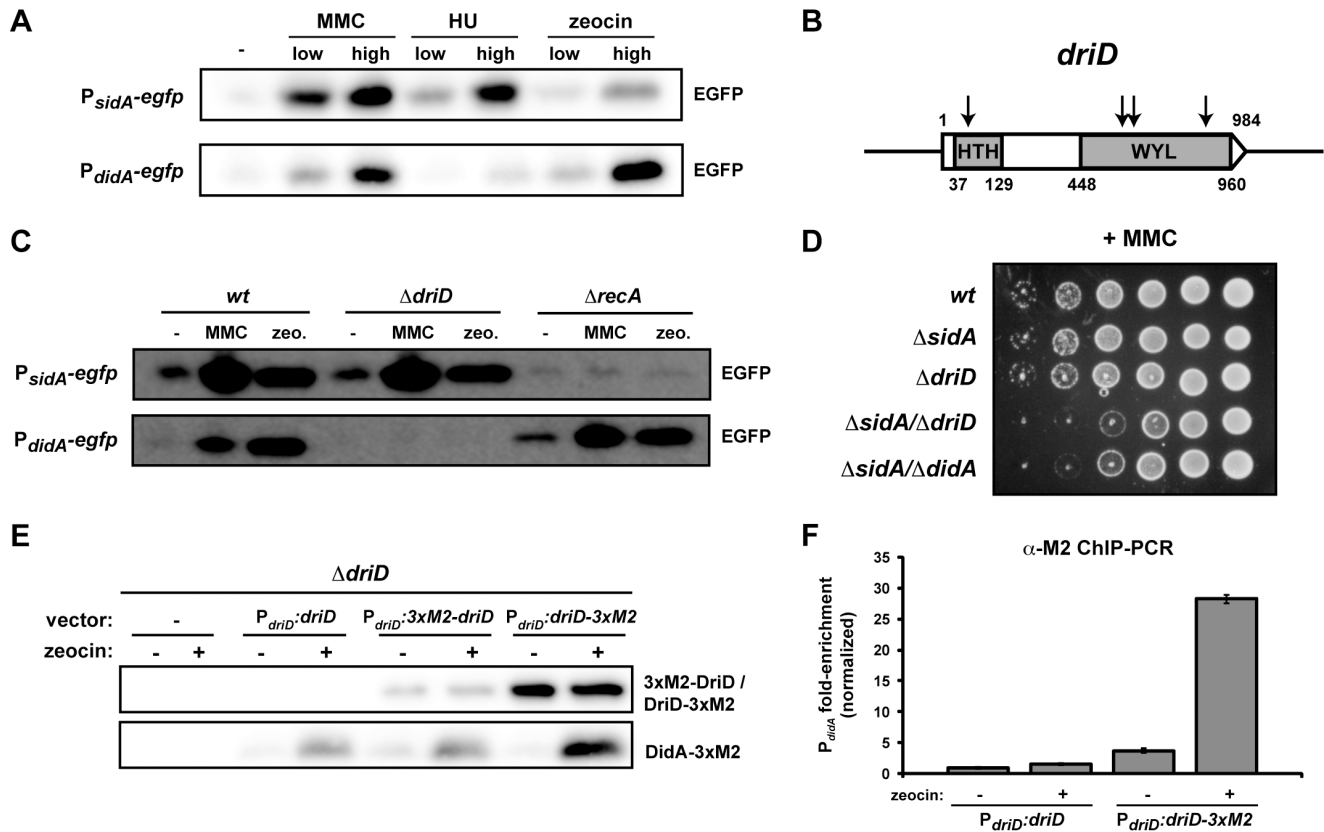 A
MMC HU zeocin
- low high low high low high
PsidA-egfp EGFP
PdidA-egfp EGFP
B
driD
1 984
HTH WYL
37 129 448 960
C
wt ΔdriD ΔrecA
- MMC zeo. - MMC zeo. - MMC zeo.
PsidA-egfp EGFP
PdidA-egfp EGFP
D
+ MMC
wt
ΔsidA
ΔdriD
ΔsidA/ΔdriD
ΔsidA/ΔdidA
E
ΔdriD
vector: - PdriD:driD PdriD:3xM2-driD PdriD:driD-3xM2
zeocin: - + - + - + - +
3xM2-DriD /
DriD-3xM2
DidA-3xM2
F
α-M2 ChIP-PCR
PdidA fold-enrichment
(normalized)
35
30
25
20
15
10
5
0
zeocin: - + - +
PdriD:driD PdriD:driD-3xM2